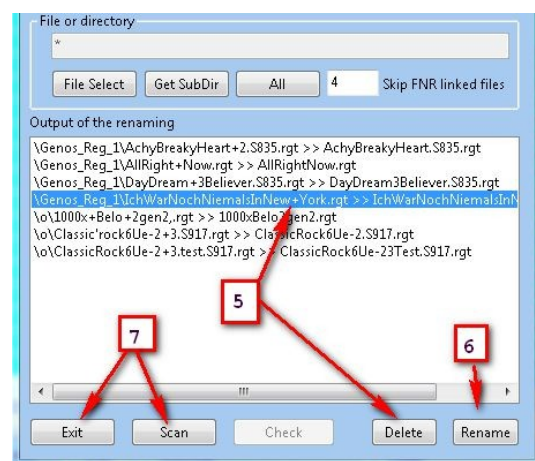 File or directory
*
File Select Get SubDir All 4 Skip FNR linked files
Output of the renaming
\Genos_Reg_1\AchyBreakyHeart+2.S835.rgt >> AchyBreakyHeart.S835.rgt
\Genos_Reg_1\AllRight+Now.rgt >> AllRightNow.rgt
\Genos_Reg_1\DayDream+3Believer.S835.rgt >> DayDream3Believer.S835.rgt
\Genos_Reg_1\IchWarNochNiemalsInNew+York.rgt >> IchWarNochNiemalsInN
\o\1000x+Belo+2gen2,.rgt >> 1000xBelo2gen2.rgt
\o\Classic'rock6Ue-2+3.S917.rgt >> ClassicRock6Ue-2.S917.rgt
\o\ClassicRock6Ue-2+3.test.S917.rgt >> ClassicRock6Ue-23Test.S917.rgt
5
7
6
Exit Scan Check Delete Rename